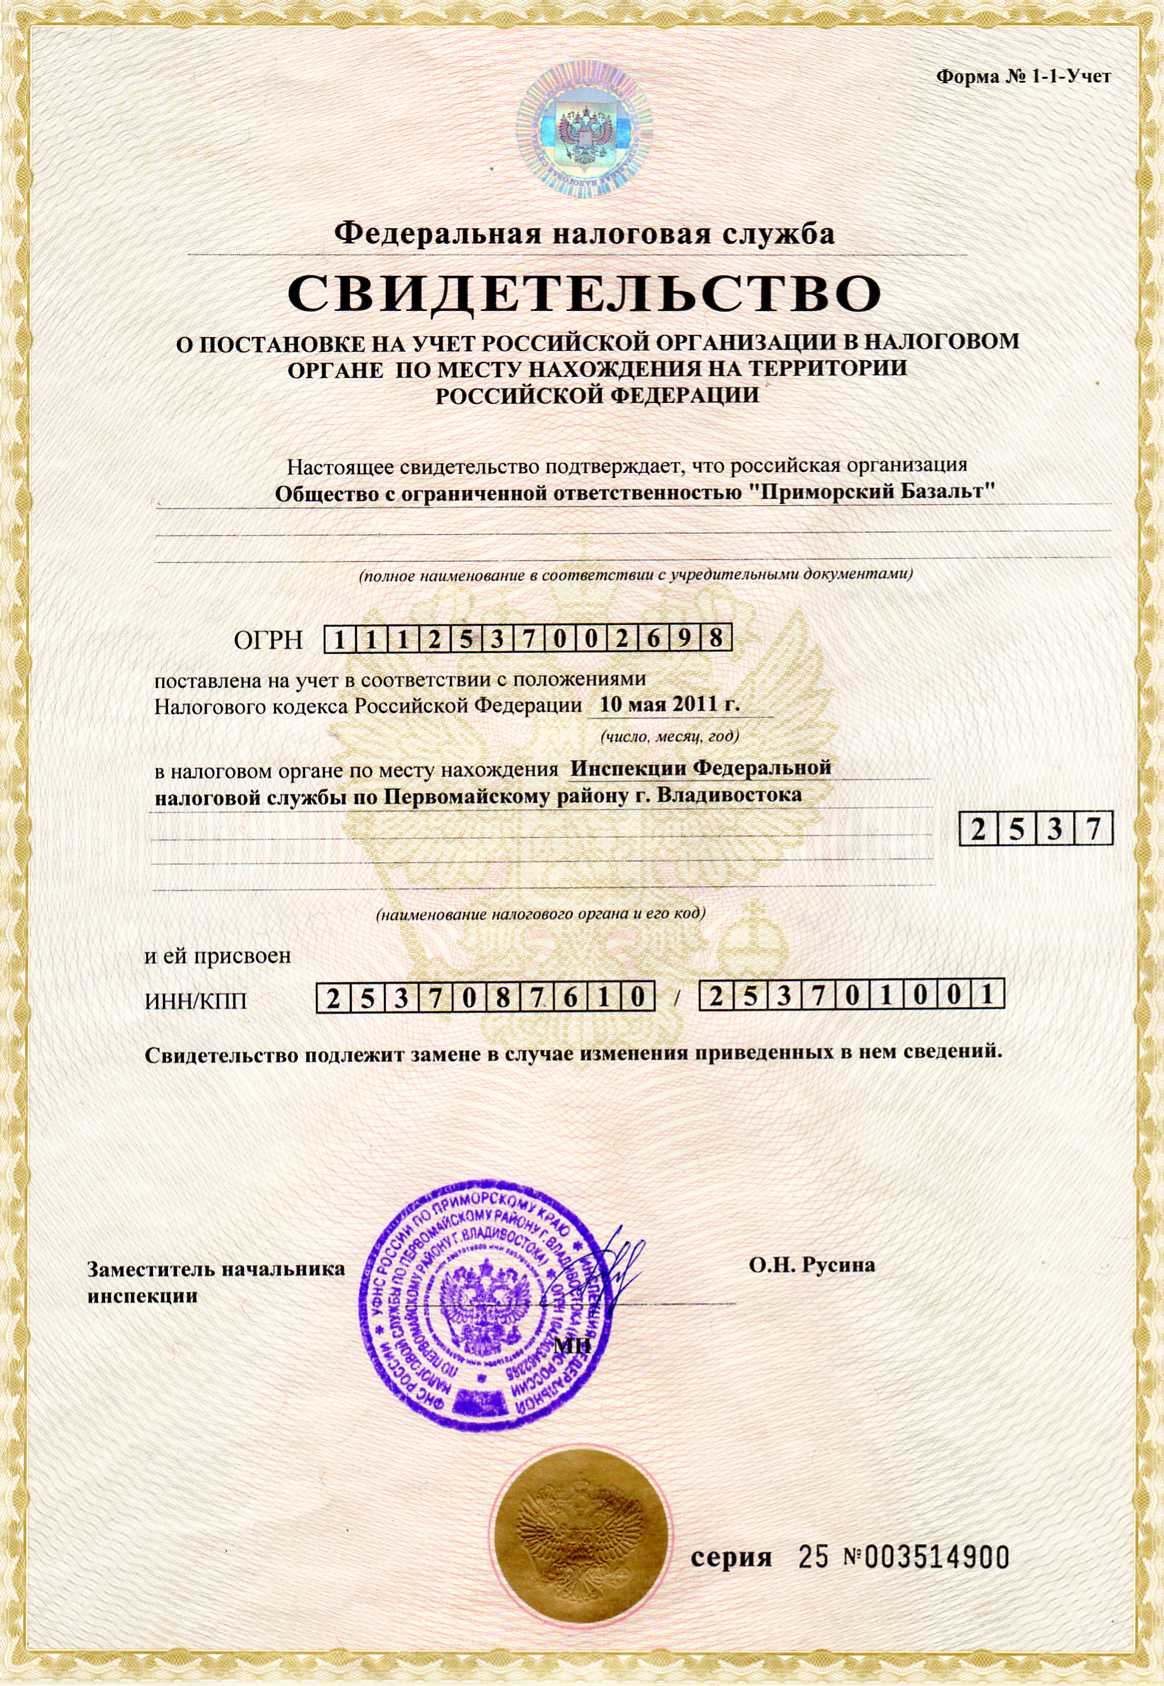 Форма № 1-1-Учет
Федеральная налоговая служба
СВИДЕТЕЛЬСТВО
О ПОСТАНОВКЕ НА УЧЕТ РОССИЙСКОЙ ОРГАНИЗАЦИИ В НАЛОГОВОМ
ОРГАНЕ ПО МЕСТУ НАХОЖДЕНИЯ НА ТЕРРИТОРИИ
РОССИЙСКОЙ ФЕДЕРАЦИИ
Настоящее свидетельство подтверждает, что российская организация
Общество с ограниченной ответственностью "Приморский Базальт"
(полное наименование в соответствии с учредительными документами)
ОГРН 1112537002698
поставлена на учет в соответствии с положениями
Налогового кодекса Российской Федерации 10 мая 2011 г.
(число, месяц, год)
в налоговом органе по месту нахождения Инспекции Федеральной
налоговой службы по Первомайскому району г. Владивостока
2537
(наименование налогового органа и его код)
и ей присвоен
ИНН/КПП 2537087610 / 253701001
Свидетельство подлежит замене в случае изменения приведенных в нем сведений.
Заместитель начальника
инспекции
О.Н. Русина
МП
ФНС РОССИИ * УФНС РОССИИ ПО ПРИМОРСКОМУ КРАЮ * ИНСПЕКЦИЯ ФЕДЕРАЛЬНОЙ
НАЛОГОВОЙ СЛУЖБЫ ПО ПЕРВОМАЙСКОМУ РАЙОНУ Г. ВЛАДИВОСТОКА
ПО ПЕРВОМАЙСКОМУ РАЙОНУ Г. ВЛАДИВОСТОКА)
серия 25 №003514900